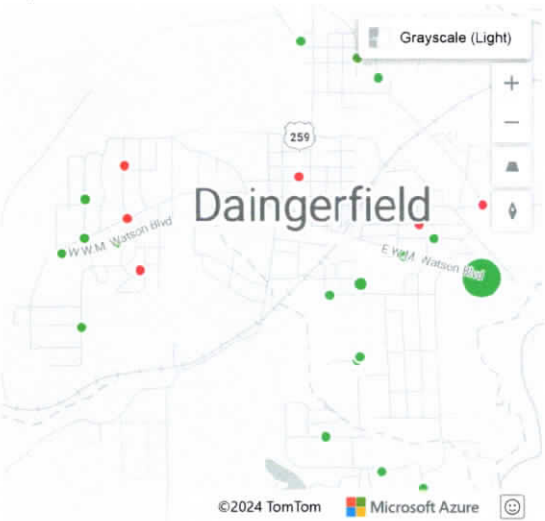 Grayscale (Light)
259
Daingerfield
W W.M. Watson Blvd
E W.M. Watson Blvd
©2024 TomTom
Microsoft Azure